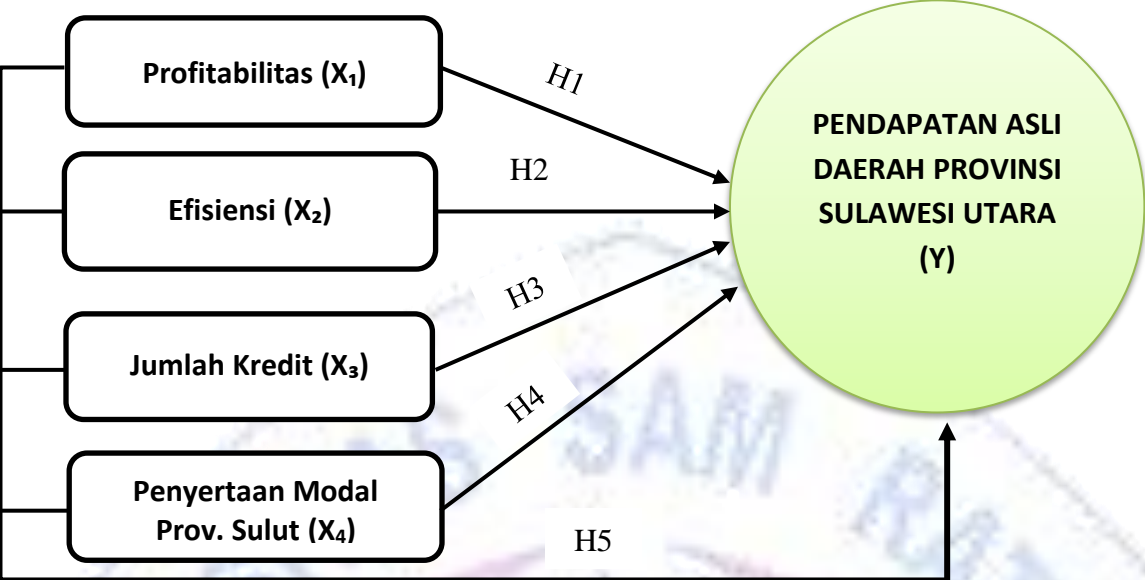 Profitabilitas (X₁)
H1
PENDAPATAN ASLI
DAERAH PROVINSI
SULAWESI UTARA
(Y)
Efisiensi (X₂)
H2
Jumlah Kredit (X₃)
H3
Penyertaan Modal
Prov. Sulut (X₄)
H4
H5
SAM